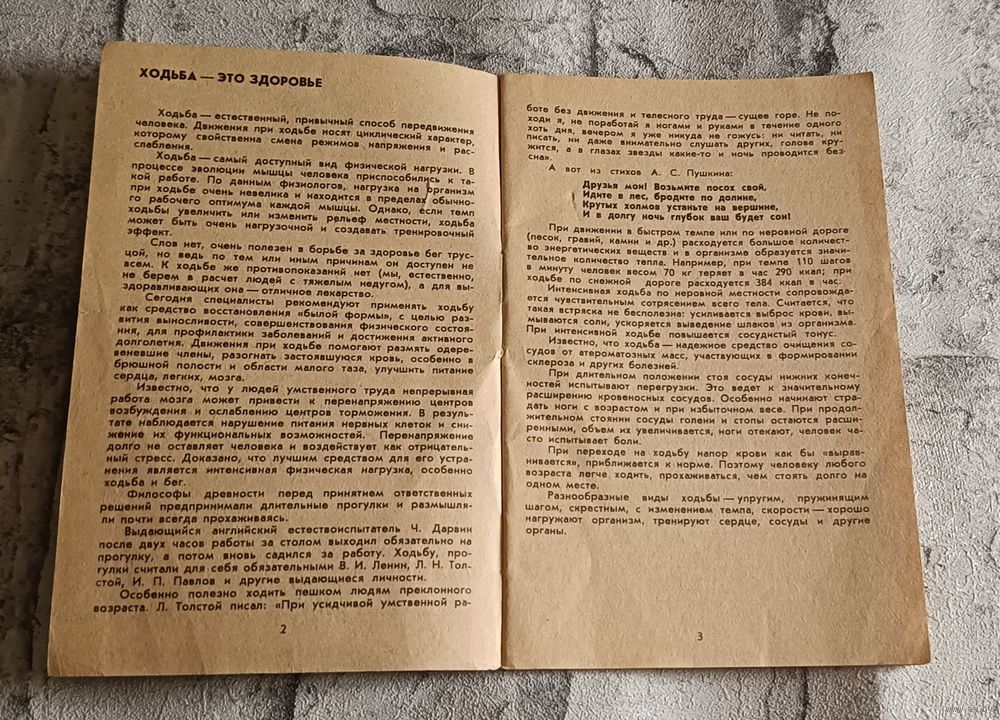 ХОДЬБА — ЭТО ЗДОРОВЬЕ
Ходьба — естественный, привычный способ передвижения
человека. Движения при ходьбе носят циклический характер,
которому свойственна смена режимов напряжения и рас-
слабления.
Ходьба — самый доступный вид физической нагрузки. В
процессе эволюции мышцы человека приспособились к та-
кой работе. По данным физиологов, нагрузка на организм
при ходьбе очень невелика и находится в пределах обычно-
го рабочего оптимума каждой мышцы. Однако, если темп
ходьбы увеличить или изменить рельеф местности, ходьба
может быть очень нагрузочной и создавать тренировочный
эффект.
Слов нет, очень полезен в борьбе за здоровье бег трус-
цой, но ведь по тем или иным причинам он доступен не
всем. К ходьбе же противопоказаний нет (мы, естественно,
не берем в расчет людей с тяжелым недугом), а для вы-
здоравливающих она — отличное лекарство.
Сегодня специалисты рекомендуют применять ходьбу
как средство восстановления «былой формы», с целью раз-
вития выносливости, совершенствования физического состоя-
ния, для профилактики заболеваний и достижения активного
долголетия. Движения при ходьбе помогают размять одере-
веневшие члены, разогнать застоявшуюся кровь, особенно в
брюшной полости и области малого таза, улучшить питание
сердца, легких, мозга.
Известно, что у людей умственного труда непрерывная
работа мозга может привести к перенапряжению центров
возбуждения и ослаблению центров торможения. В резуль-
тате наблюдается нарушение питания нервных клеток и сни-
жение их функциональных возможностей. Перенапряжение
долго не оставляет человека и воздействует как отрицатель-
ный стресс. Доказано, что лучшим средством для его устра-
нения является интенсивная физическая нагрузка, особенно
ходьба и бег.
Философы древности перед принятием ответственных
решений предпринимали длительные прогулки и размышля-
ли почти всегда прохаживаясь.
Выдающийся английский естествоиспытатель Ч. Дарвин
после двух часов работы за столом выходил обязательно на
прогулку, а потом вновь садился за работу. Ходьбу, про-
гулки считали для себя обязательными В. И. Ленин, Л. Н. Тол-
стой, И. П. Павлов и другие выдающиеся личности.
Особенно полезно ходить пешком людям преклонного
возраста. Л. Толстой писал: «При усидчивой умственной ра-
2
боте без движения и телесного труда — сущее горе. Не по-
ходи я, не поработай я ногами и руками в течение одного
хоть дня, вечером я уже никуда не гожусь: ни читать, ни
писать, ни даже внимательно слушать других, голова кру-
жится, а в глазах звезды какие-то и ночь проводится без-
сна».
А вот из стихов А. С. Пушкина:
Друзья мои! Возьмите посох свой,
Идите в лес, бродите по долине,
Крутых холмов устаньте на вершине,
И в долгу ночь глубок ваш будет сон!
При движении в быстром темпе или по неровной дороге
(песок, гравий, камни и др.) расходуется большое количест-
во энергетических веществ и в организме образуется значи-
тельное количество тепла. Например, при темпе 110 шагов
в минуту человек весом 70 кг теряет в час 290 ккал; при
ходьбе по снежной дороге расходуется 384 ккал в час.
Интенсивная ходьба по неровной местности сопровожда-
ется чувствительным сотрясением всего тела. Считается, что
такая встряска не бесполезна: усиливается выброс крови, вы-
мываются соли, ускоряется выведение шлаков из организма.
При интенсивной ходьбе повышается сосудистый тонус.
Известно, что ходьба — надежное средство очищения со-
судов от атероматозных масс, участвующих в формировании
склероза и других болезней.
При длительном положении стоя сосуды нижних конеч-
ностей испытывают перегрузки. Это ведет к значительному
расширению кровеносных сосудов. Особенно начинают стра-
дать ноги с возрастом и при избыточном весе. При продол-
жительном стоянии сосуды голени и стопы остаются расши-
ренными, объем их увеличивается, ноги отекают, человек ча-
сто испытывает боли.
При переходе на ходьбу напор крови как бы «вырав-
нивается», приближается к норме. Поэтому человеку любого
возраста легче ходить, прохаживаться, чем стоять долго на
одном месте.
Разнообразные виды ходьбы — упругим, пружинящим
шагом, скрестным, с изменением темпа, скорости — хорошо
нагружают организм, тренируют сердце, сосуды и другие
органы.
3